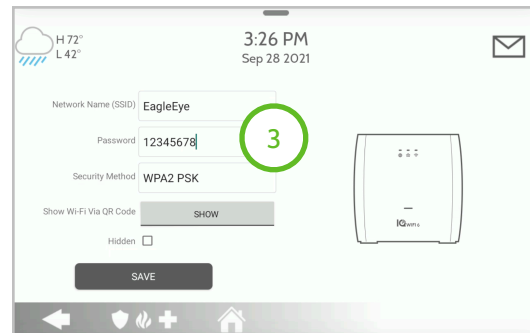 H 72°
L 42°
3:26 PM
Sep 28 2021
Network Name (SSID) EagleEye
Password 12345678
3
Security Method WPA2 PSK
Show Wi-Fi Via QR Code SHOW
Hidden
SAVE
IQ WIFI 6